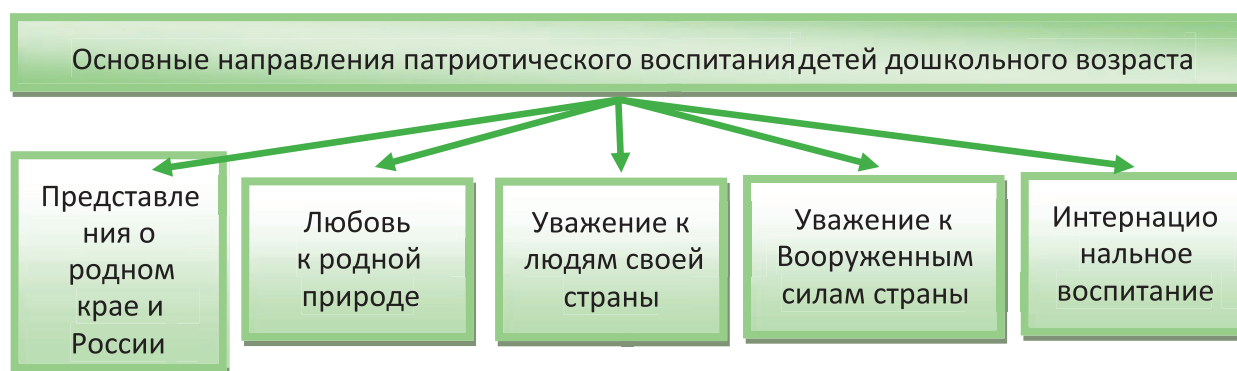 Основные направления патриотического воспитаниядетей дошкольного возраста
Представле
ния о
родном
крае и
России
Любовь
к родной
природе
Уважение к
людям своей
страны
Уважение к
Вооруженным
силам страны
Интернацио
нальное
воспитание